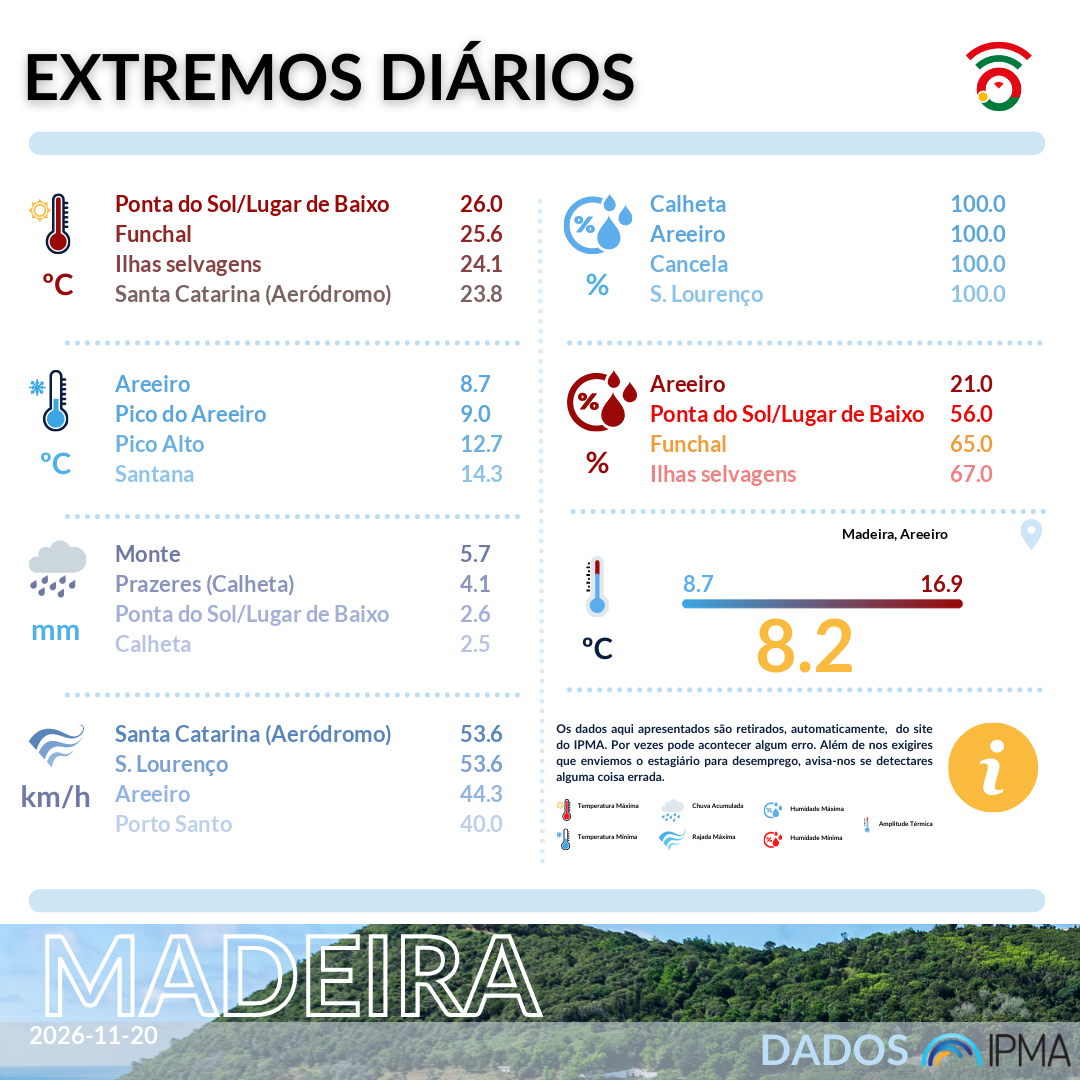 EXTREMOS DIÁRIOS
Ponta do Sol/Lugar de Baixo 26.0
Funchal 25.6
Ilhas selvagens 24.1
Santa Catarina (Aeródromo) 23.8
ºC
Areeiro 8.7
Pico do Areeiro 9.0
Pico Alto 12.7
Santana 14.3
ºC
Monte 5.7
Prazeres (Calheta) 4.1
Ponta do Sol/Lugar de Baixo 2.6
Calheta 2.5
mm
Santa Catarina (Aeródromo) 53.6
S. Lourenço 53.6
Areeiro 44.3
Porto Santo 40.0
km/h
Calheta 100.0
Areeiro 100.0
Cancela 100.0
S. Lourenço 100.0
%
%
Areeiro 21.0
Ponta do Sol/Lugar de Baixo 56.0
Funchal 65.0
Ilhas selvagens 67.0
%
%
Madeira, Areeiro
8.7 16.9
8.2
ºC
Os dados aqui apresentados são retirados, automaticamente, do site
do IPMA. Por vezes pode acontecer algum erro. Além de nos exigires
que enviemos o estagiário para desemprego, avisa-nos se detectares
alguma coisa errada.
i
Temperatura Máxima
Chuva Acumulada
Humidade Máxima
Temperatura Mínima
Rajada Máxima
Humidade Mínima
Amplitude Térmica
MADEIRA
2026-11-20
DADOS IPMA